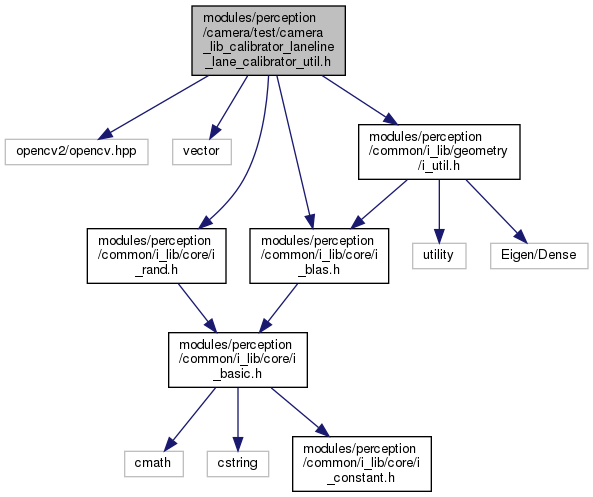 modules/perception
/camera/test/camera
_lib_calibrator_laneline
_lane_calibrator_util.h
opencv2/opencv.hpp
vector
modules/perception
/common/i_lib/geometry
/i_util.h
modules/perception
/common/i_lib/core/i
_rand.h
modules/perception
/common/i_lib/core/i
_blas.h
utility
Eigen/Dense
modules/perception
/common/i_lib/core/i
_basic.h
cmath
cstring
modules/perception
/common/i_lib/core/i
_constant.h